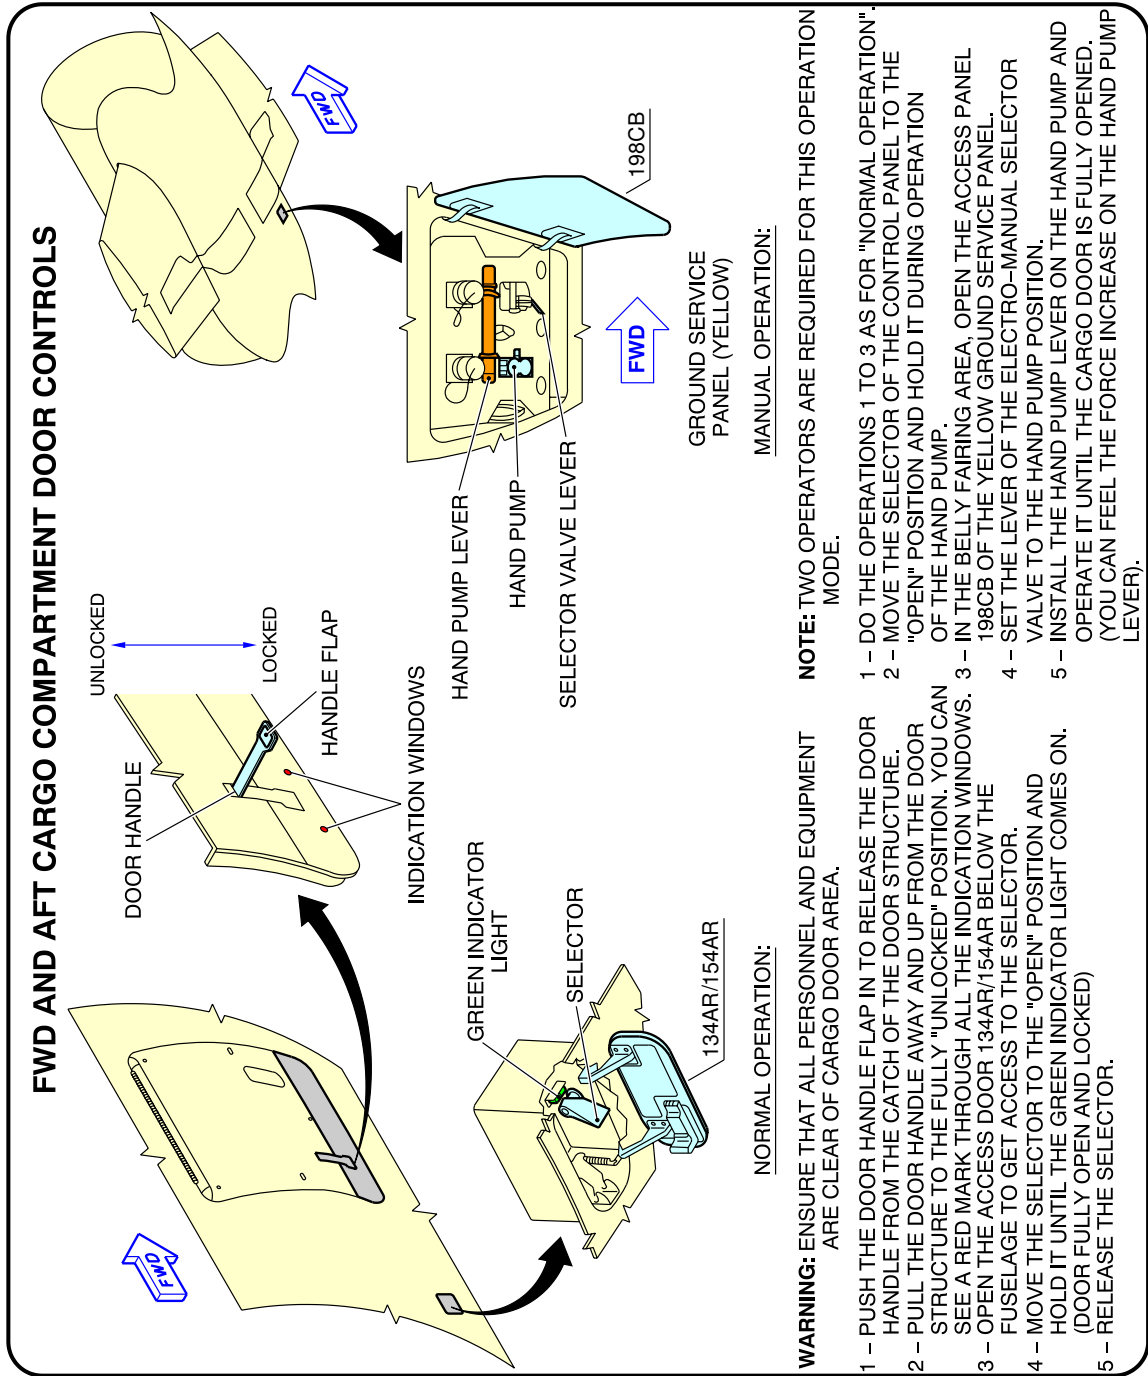 FWD AND AFT CARGO COMPARTMENT DOOR CONTROLS
FWD
DOOR HANDLE
UNLOCKED
LOCKED
HANDLE FLAP
INDICATION WINDOWS
GREEN INDICATOR
LIGHT
SELECTOR
134AR/154AR
FWD
HAND PUMP LEVER
HAND PUMP
SELECTOR VALVE LEVER
198CB
FWD
GROUND SERVICE
PANEL (YELLOW)
NORMAL OPERATION:
WARNING: ENSURE THAT ALL PERSONNEL AND EQUIPMENT
ARE CLEAR OF CARGO DOOR AREA.
1 – PUSH THE DOOR HANDLE FLAP IN TO RELEASE THE DOOR
HANDLE FROM THE CATCH OF THE DOOR STRUCTURE.
2 – PULL THE DOOR HANDLE AWAY AND UP FROM THE DOOR
STRUCTURE TO THE FULLY "UNLOCKED" POSITION. YOU CAN
SEE A RED MARK THROUGH ALL THE INDICATION WINDOWS.
3 – OPEN THE ACCESS DOOR 134AR/154AR BELOW THE
FUSELAGE TO GET ACCESS TO THE SELECTOR.
4 – MOVE THE SELECTOR TO THE "OPEN" POSITION AND
HOLD IT UNTIL THE GREEN INDICATOR LIGHT COMES ON.
(DOOR FULLY OPEN AND LOCKED)
5 – RELEASE THE SELECTOR.
MANUAL OPERATION:
NOTE: TWO OPERATORS ARE REQUIRED FOR THIS OPERATION
MODE.
1 – DO THE OPERATIONS 1 TO 3 AS FOR "NORMAL OPERATION".
2 – MOVE THE SELECTOR OF THE CONTROL PANEL TO THE
"OPEN" POSITION AND HOLD IT DURING OPERATION
OF THE HAND PUMP.
3 – IN THE BELLY FAIRING AREA, OPEN THE ACCESS PANEL
198CB OF THE YELLOW GROUND SERVICE PANEL.
4 – SET THE LEVER OF THE ELECTRO–MANUAL SELECTOR
VALVE TO THE HAND PUMP POSITION.
5 – INSTALL THE HAND PUMP LEVER ON THE HAND PUMP AND
OPERATE IT UNTIL THE CARGO DOOR IS FULLY OPENED.
(YOU CAN FEEL THE FORCE INCREASE ON THE HAND PUMP
LEVER).